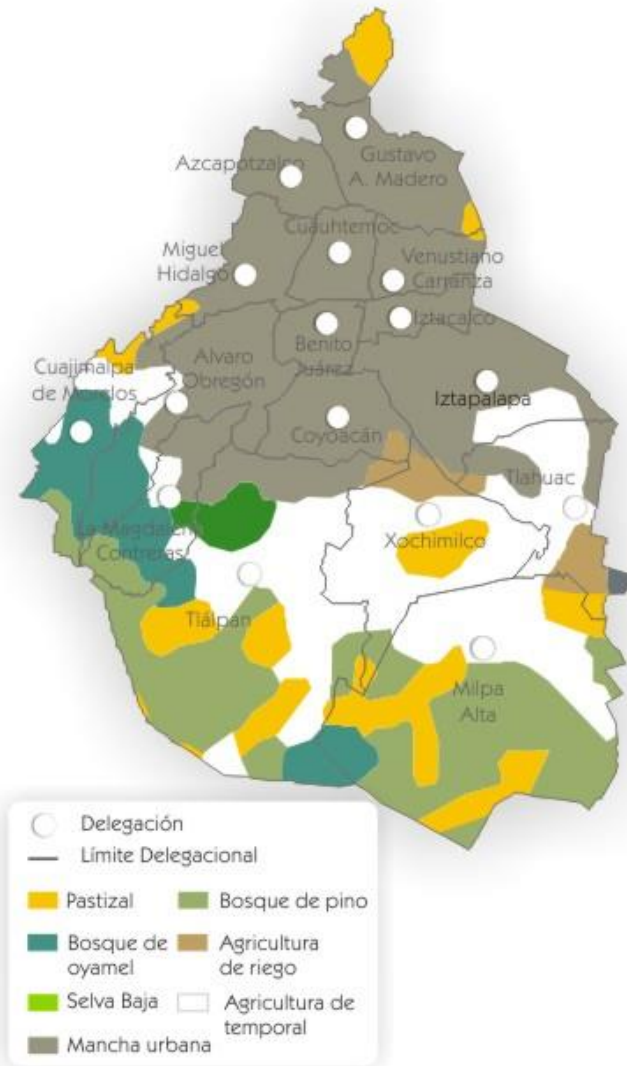 Gustavo
A. Madero
Azcapotzalco
Cuauhtemoc
Miguel
Hidalgo
Venustiano
Carranza
Iztacalco
Benito
Juárez
Cuajimalpa
de Morelos
Alvaro
Obregón
Iztapalapa
Coyoacán
Tlahuac
La Magdalena
Contreras
Xochimilco
Tlálpan
Milpa
Alta
Delegación
Límite Delegacional
Pastizal
Bosque de pino
Bosque de
oyamel
Agricultura
de riego
Selva Baja
Agricultura de
temporal
Mancha urbana